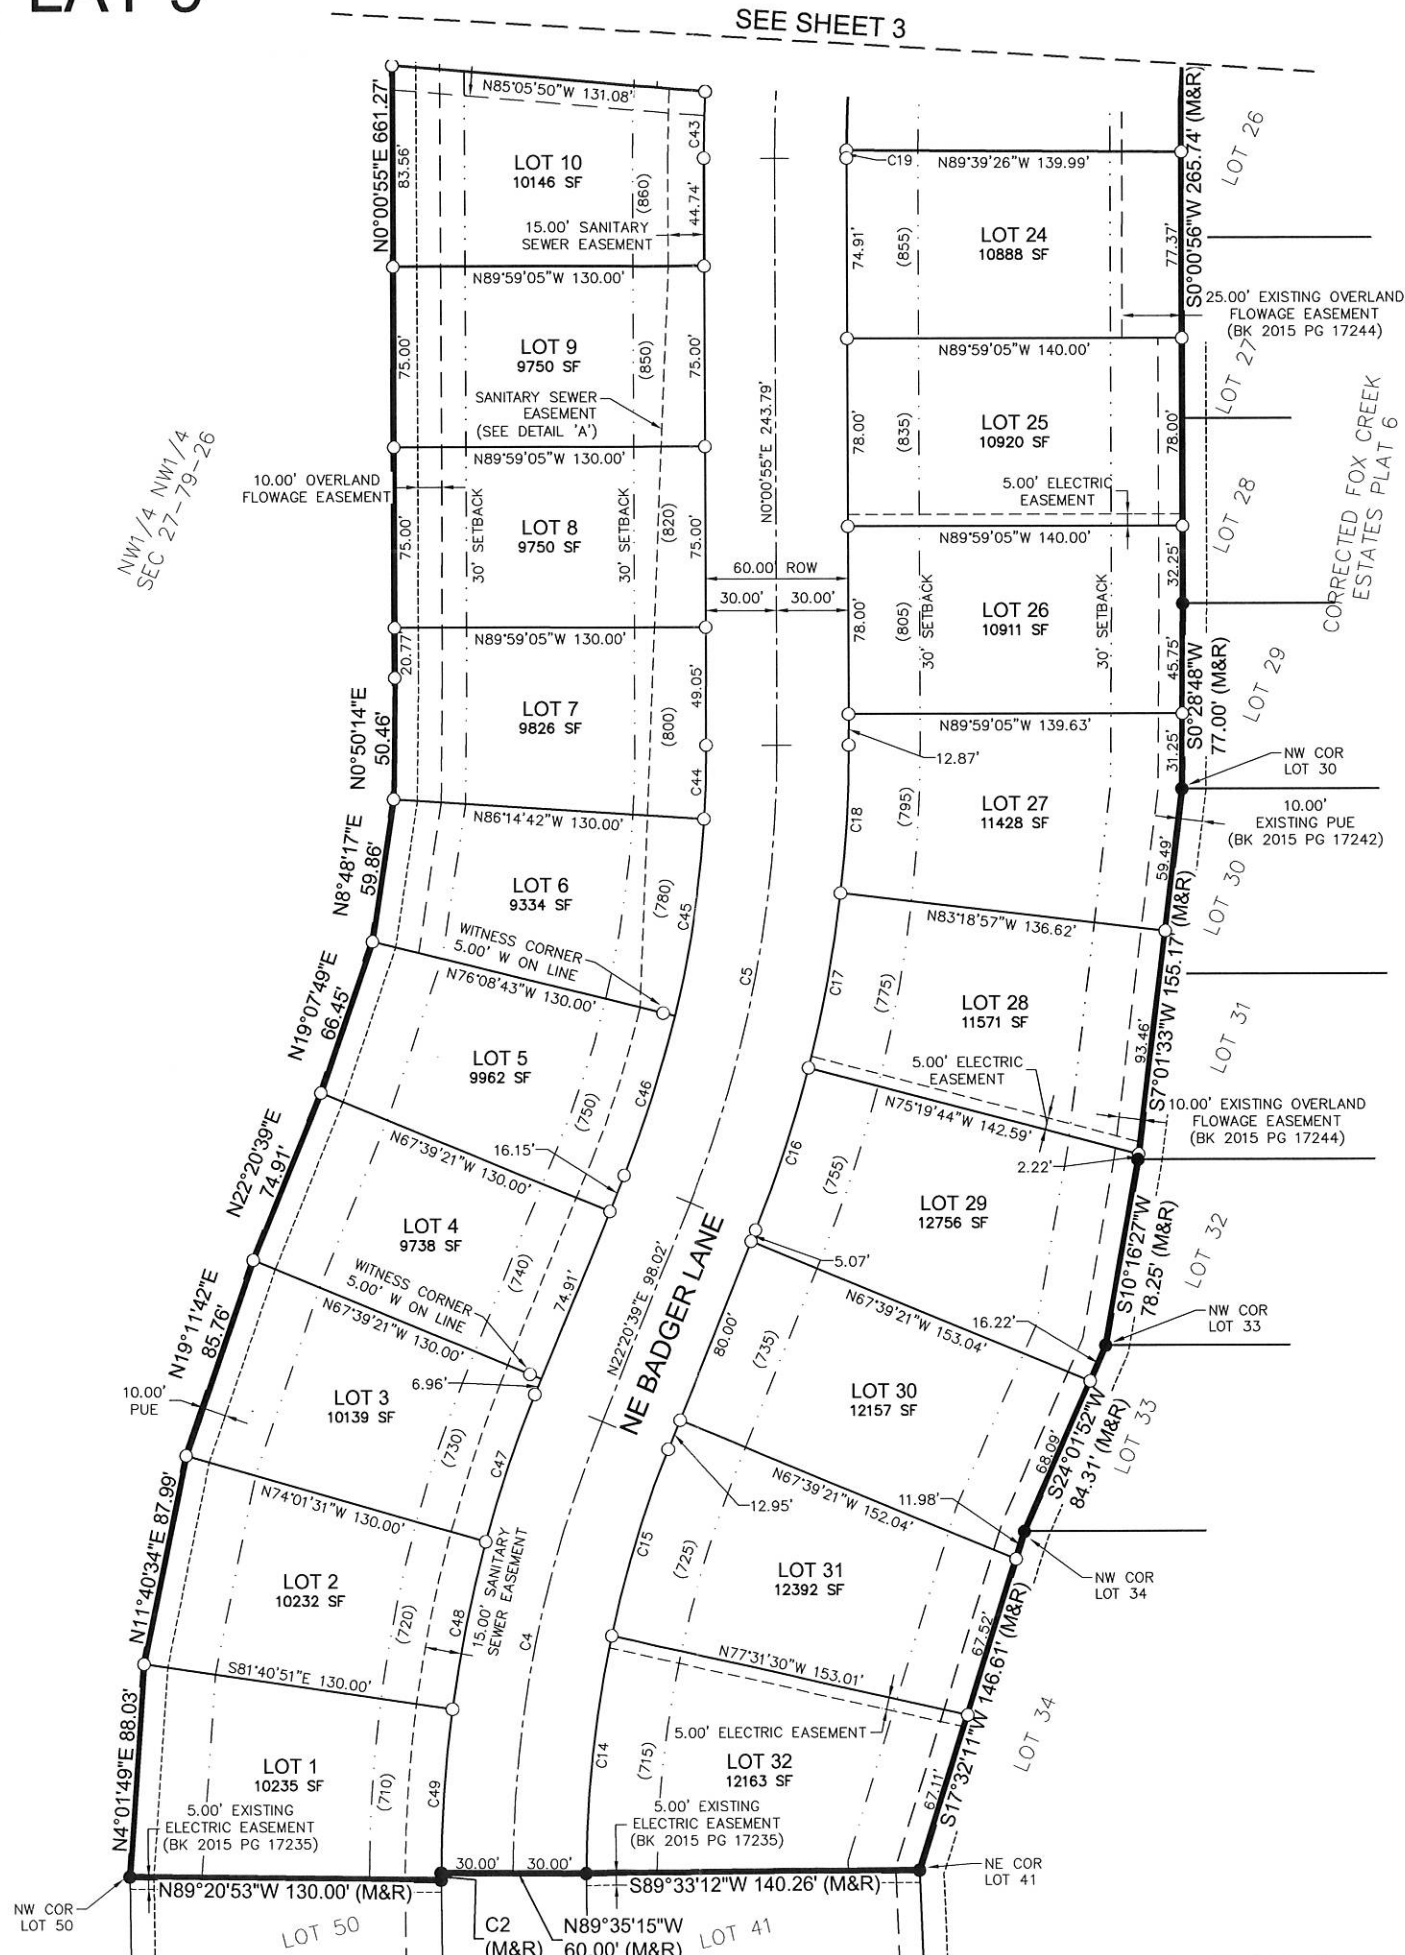 SEE SHEET 3
N85°05'50"W 131.08'
N0°00'55"E 661.27'
83.56'
C43
LOT 10
10146 SF
(860)
44.74'
15.00' SANITARY
SEWER EASEMENT
N89°59'05"W 130.00'
C19
N89°39'26"W 139.99'
S0°00'56"W 265.74' (M&R)
LOT 26
74.91'
(855)
LOT 24
10888 SF
77.37'
25.00' EXISTING OVERLAND
FLOWAGE EASEMENT
(BK 2015 PG 17244)
N89°59'05"W 140.00'
LOT 27
75.00'
LOT 9
9750 SF
(850)
75.00'
SANITARY SEWER
EASEMENT
(SEE DETAIL 'A')
N89°59'05"W 130.00'
N0°00'55"E 243.79'
78.00'
(835)
LOT 25
10920 SF
78.00'
5.00' ELECTRIC
EASEMENT
N89°59'05"W 140.00'
LOT 28
CORRECTED FOX CREEK
ESTATES PLAT 6
NW1/4 NW1/4
SEC 27-79-26
10.00' OVERLAND
FLOWAGE EASEMENT
75.00'
30' SETBACK
LOT 8
9750 SF
30' SETBACK
(820)
75.00'
60.00' ROW
30.00'
30.00'
N89°59'05"W 130.00'
78.00'
(805)
30' SETBACK
LOT 26
10911 SF
30' SETBACK
32.25'
45.75'
S0°28'48"W
77.00' (M&R)
LOT 29
N89°59'05"W 139.63'
20.77'
N0°50'14"E
50.46'
LOT 7
9826 SF
(800)
49.05'
C44
N86°14'42"W 130.00'
12.87'
C18
(795)
LOT 27
11428 SF
31.25'
NW COR
LOT 30
10.00'
EXISTING PUE
(BK 2015 PG 17242)
59.49'
LOT 30
N83°18'57"W 136.62'
N8°48'17"E
59.86'
LOT 6
9334 SF
(780)
C45
WITNESS CORNER
5.00' W ON LINE
N76°08'43"W 130.00'
C5
C17
(775)
LOT 28
11571 SF
93.46'
S7°01'33"W 155.17' (M&R)
LOT 31
5.00' ELECTRIC
EASEMENT
N75°19'44"W 142.59'
10.00' EXISTING OVERLAND
FLOWAGE EASEMENT
(BK 2015 PG 17244)
2.22'
N19°07'49"E
66.45'
LOT 5
9962 SF
(750)
C46
N67°39'21"W 130.00'
16.15'
C16
(755)
LOT 29
12756 SF
S10°16'27"W
78.25' (M&R)
LOT 32
5.07'
N67°39'21"W 153.04'
16.22'
NW COR
LOT 33
N22°20'39"E
74.91'
LOT 4
9738 SF
(740)
74.91'
WITNESS CORNER
5.00' W ON LINE
N67°39'21"W 130.00'
N22°20'39"E 98.02'
NE BADGER LANE
80.00'
(735)
LOT 30
12157 SF
68.09'
S24°01'52"W
84.31' (M&R)
LOT 33
N19°11'42"E
85.76'
10.00'
PUE
LOT 3
10139 SF
6.96'
(730)
C47
N74°01'31"W 130.00'
12.95'
N67°39'21"W 152.04'
11.98'
NW COR
LOT 34
N11°40'34"E 87.99'
LOT 2
10232 SF
(720)
C48
15.00' SANITARY
SEWER EASEMENT
C4
C15
(725)
LOT 31
12392 SF
67.52'
S17°32'11"W 146.61' (M&R)
S81°40'51"E 130.00'
N77°31'30"W 153.01'
5.00' ELECTRIC EASEMENT
LOT 34
N4°01'49"E 88.03'
LOT 1
10235 SF
(710)
C49
5.00' EXISTING
ELECTRIC EASEMENT
(BK 2015 PG 17235)
C14
(715)
LOT 32
12163 SF
5.00' EXISTING
ELECTRIC EASEMENT
(BK 2015 PG 17235)
67.11'
30.00'
30.00'
N89°20'53"W 130.00' (M&R)
S89°33'12"W 140.26' (M&R)
NE COR
LOT 41
NW COR
LOT 50
LOT 50
C2
(M&R)
N89°35'15"W
60.00' (M&R)
LOT 41